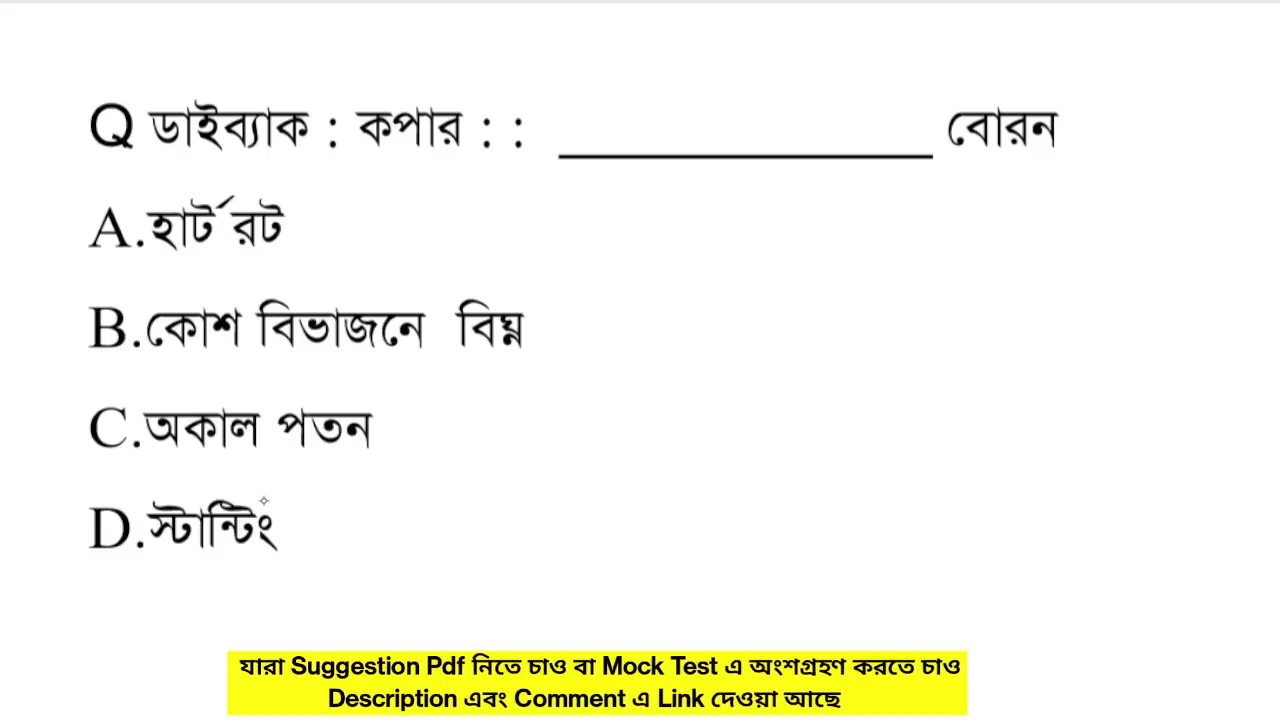 Q ডাইব্যাক : কপার : : ______________ বোরন
A.হার্ট রট
B.কোশ বিভাজনে বিঘ্ন
C.অকাল পতন
D.স্টান্টিং
যারা Suggestion Pdf নিতে চাও বা Mock Test এ অংশগ্রহণ করতে চাও
Description এবং Comment এ Link দেওয়া আছে